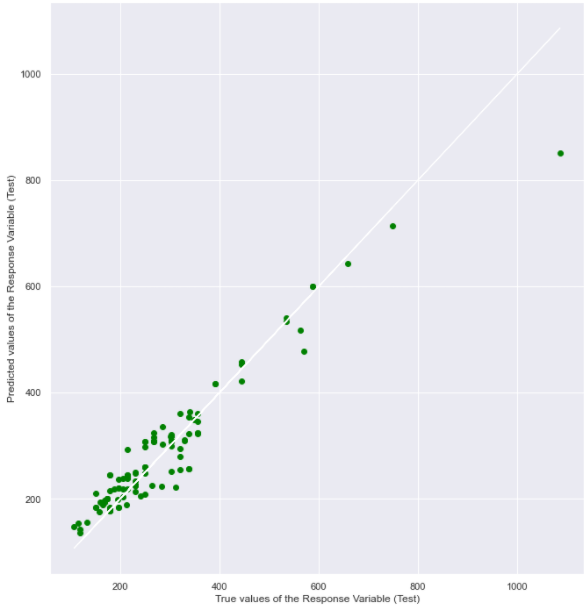 1000
800
600
400
200
Predicted values of the Response Variable (Test)
200 400 600 800 1000
True values of the Response Variable (Test)